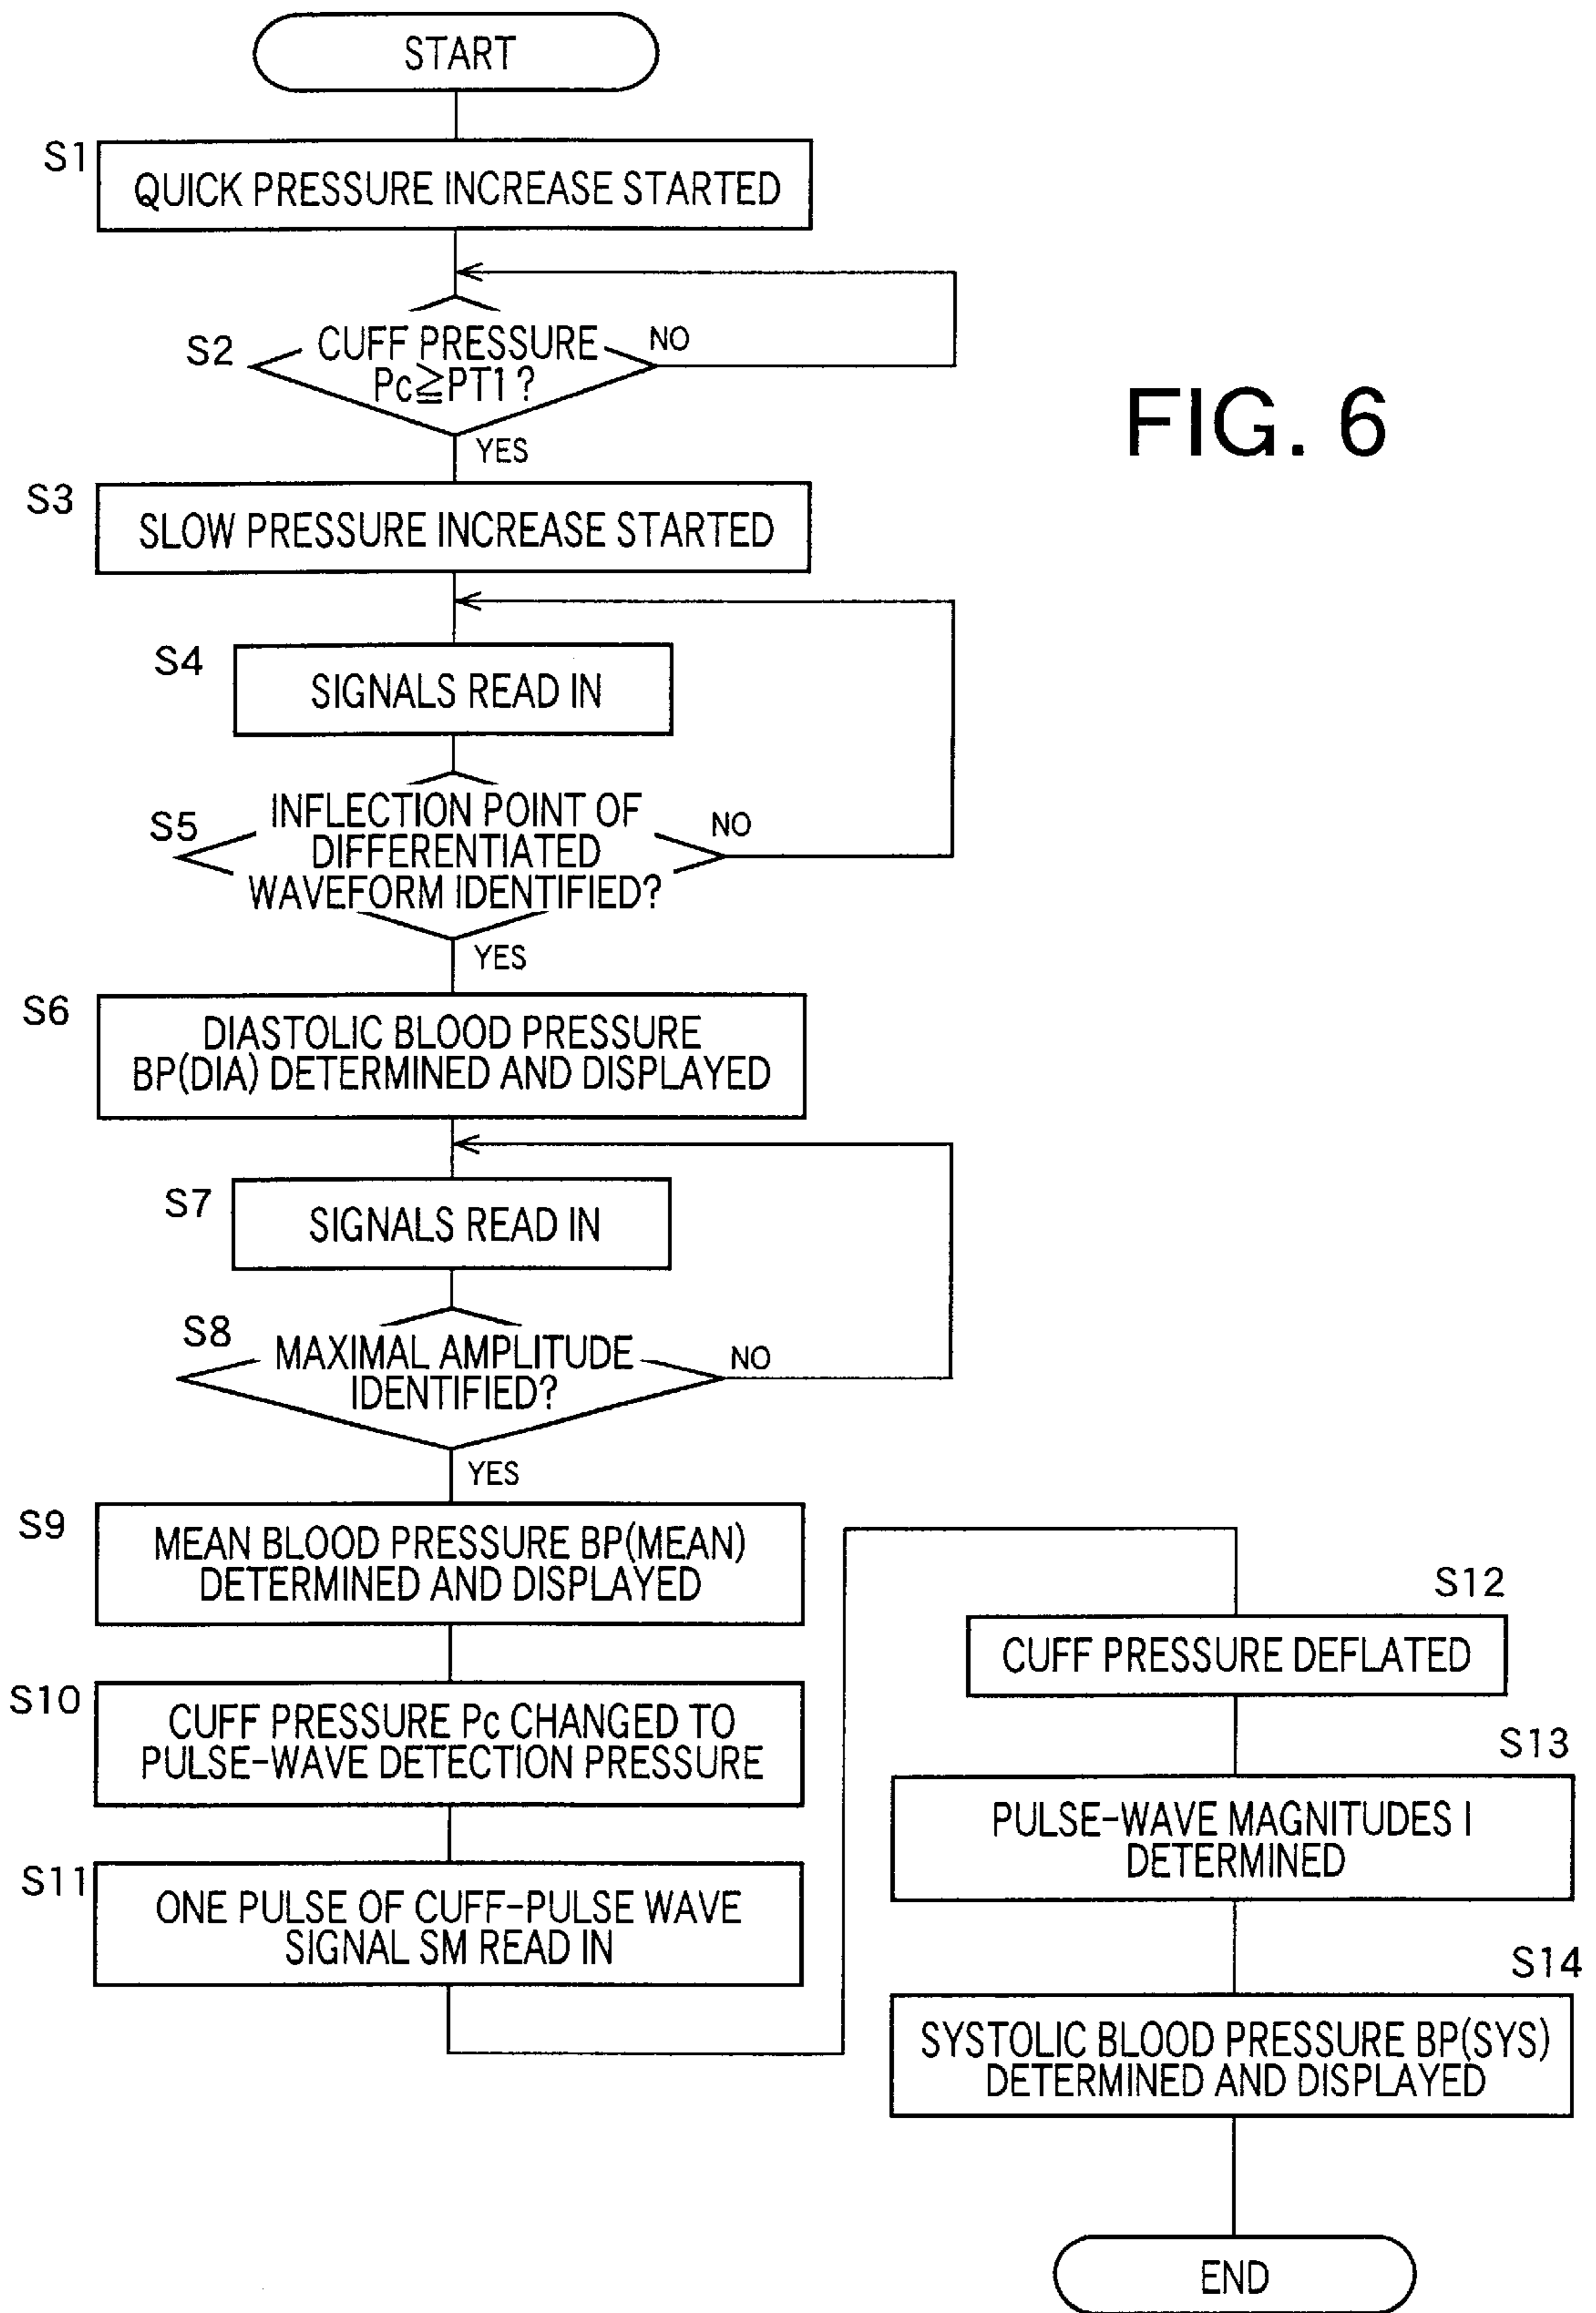 START
S1
QUICK PRESSURE INCREASE STARTED
S2
CUFF PRESSURE
Pc≧PT1?
NO
YES
FIG. 6
S3
SLOW PRESSURE INCREASE STARTED
S4
SIGNALS READ IN
S5
INFLECTION POINT OF
DIFFERENTIATED
WAVEFORM IDENTIFIED?
NO
YES
S6
DIASTOLIC BLOOD PRESSURE
BP(DIA) DETERMINED AND DISPLAYED
S7
SIGNALS READ IN
S8
MAXIMAL AMPLITUDE
IDENTIFIED?
NO
YES
S9
MEAN BLOOD PRESSURE BP(MEAN)
DETERMINED AND DISPLAYED
S10
CUFF PRESSURE Pc CHANGED TO
PULSE-WAVE DETECTION PRESSURE
S11
ONE PULSE OF CUFF-PULSE WAVE
SIGNAL SM READ IN
S12
CUFF PRESSURE DEFLATED
S13
PULSE-WAVE MAGNITUDES I
DETERMINED
S14
SYSTOLIC BLOOD PRESSURE BP(SYS)
DETERMINED AND DISPLAYED
END